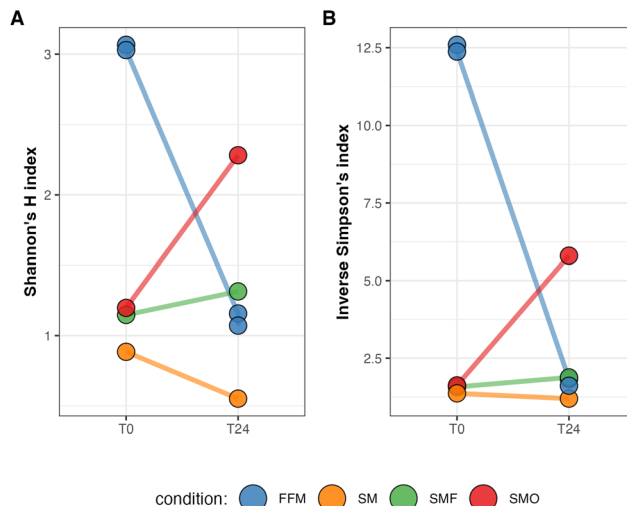 A
Shannon's H index
3
2
1
T0 T24
B
Inverse Simpson's index
12.5
10.0
7.5
5.0
2.5
T0 T24
condition: FFM SM SMF SMO